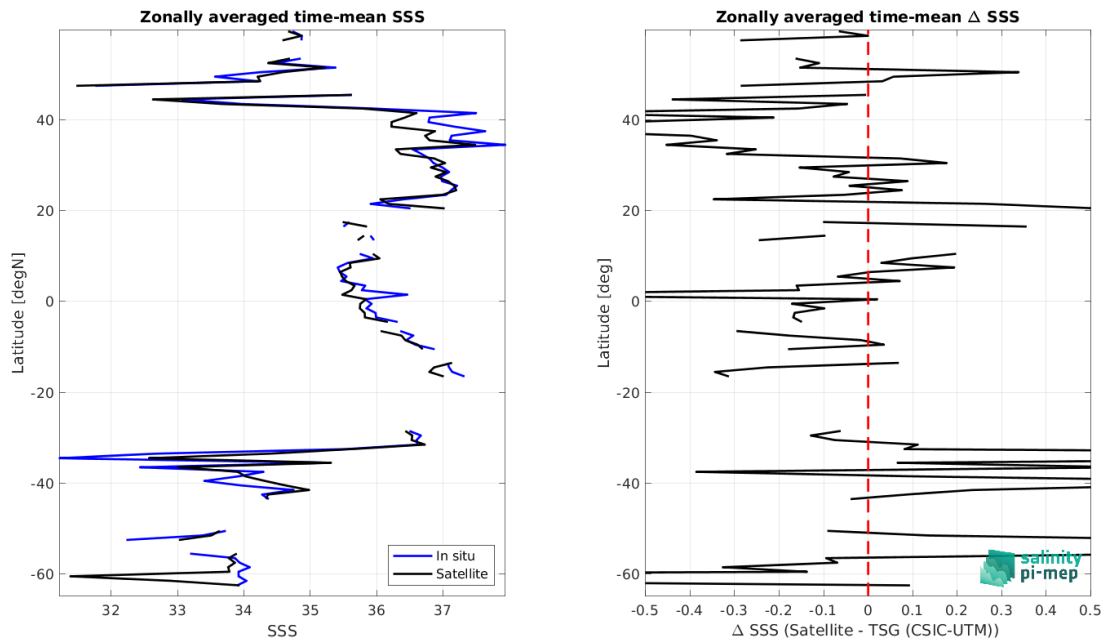 Zonally averaged time-mean SSS
Latitude [degN]
40
20
0
-20
-40
-60
32
33
34
35
36
37
SSS
In situ
Satellite
Zonally averaged time-mean Δ SSS
Latitude [deg]
40
20
0
-20
-40
-60
-0.5
-0.4
-0.3
-0.2
-0.1
0
0.1
0.2
0.3
0.4
0.5
Δ SSS (Satellite - TSG (CSIC-UTM))
salinity
pi-mep